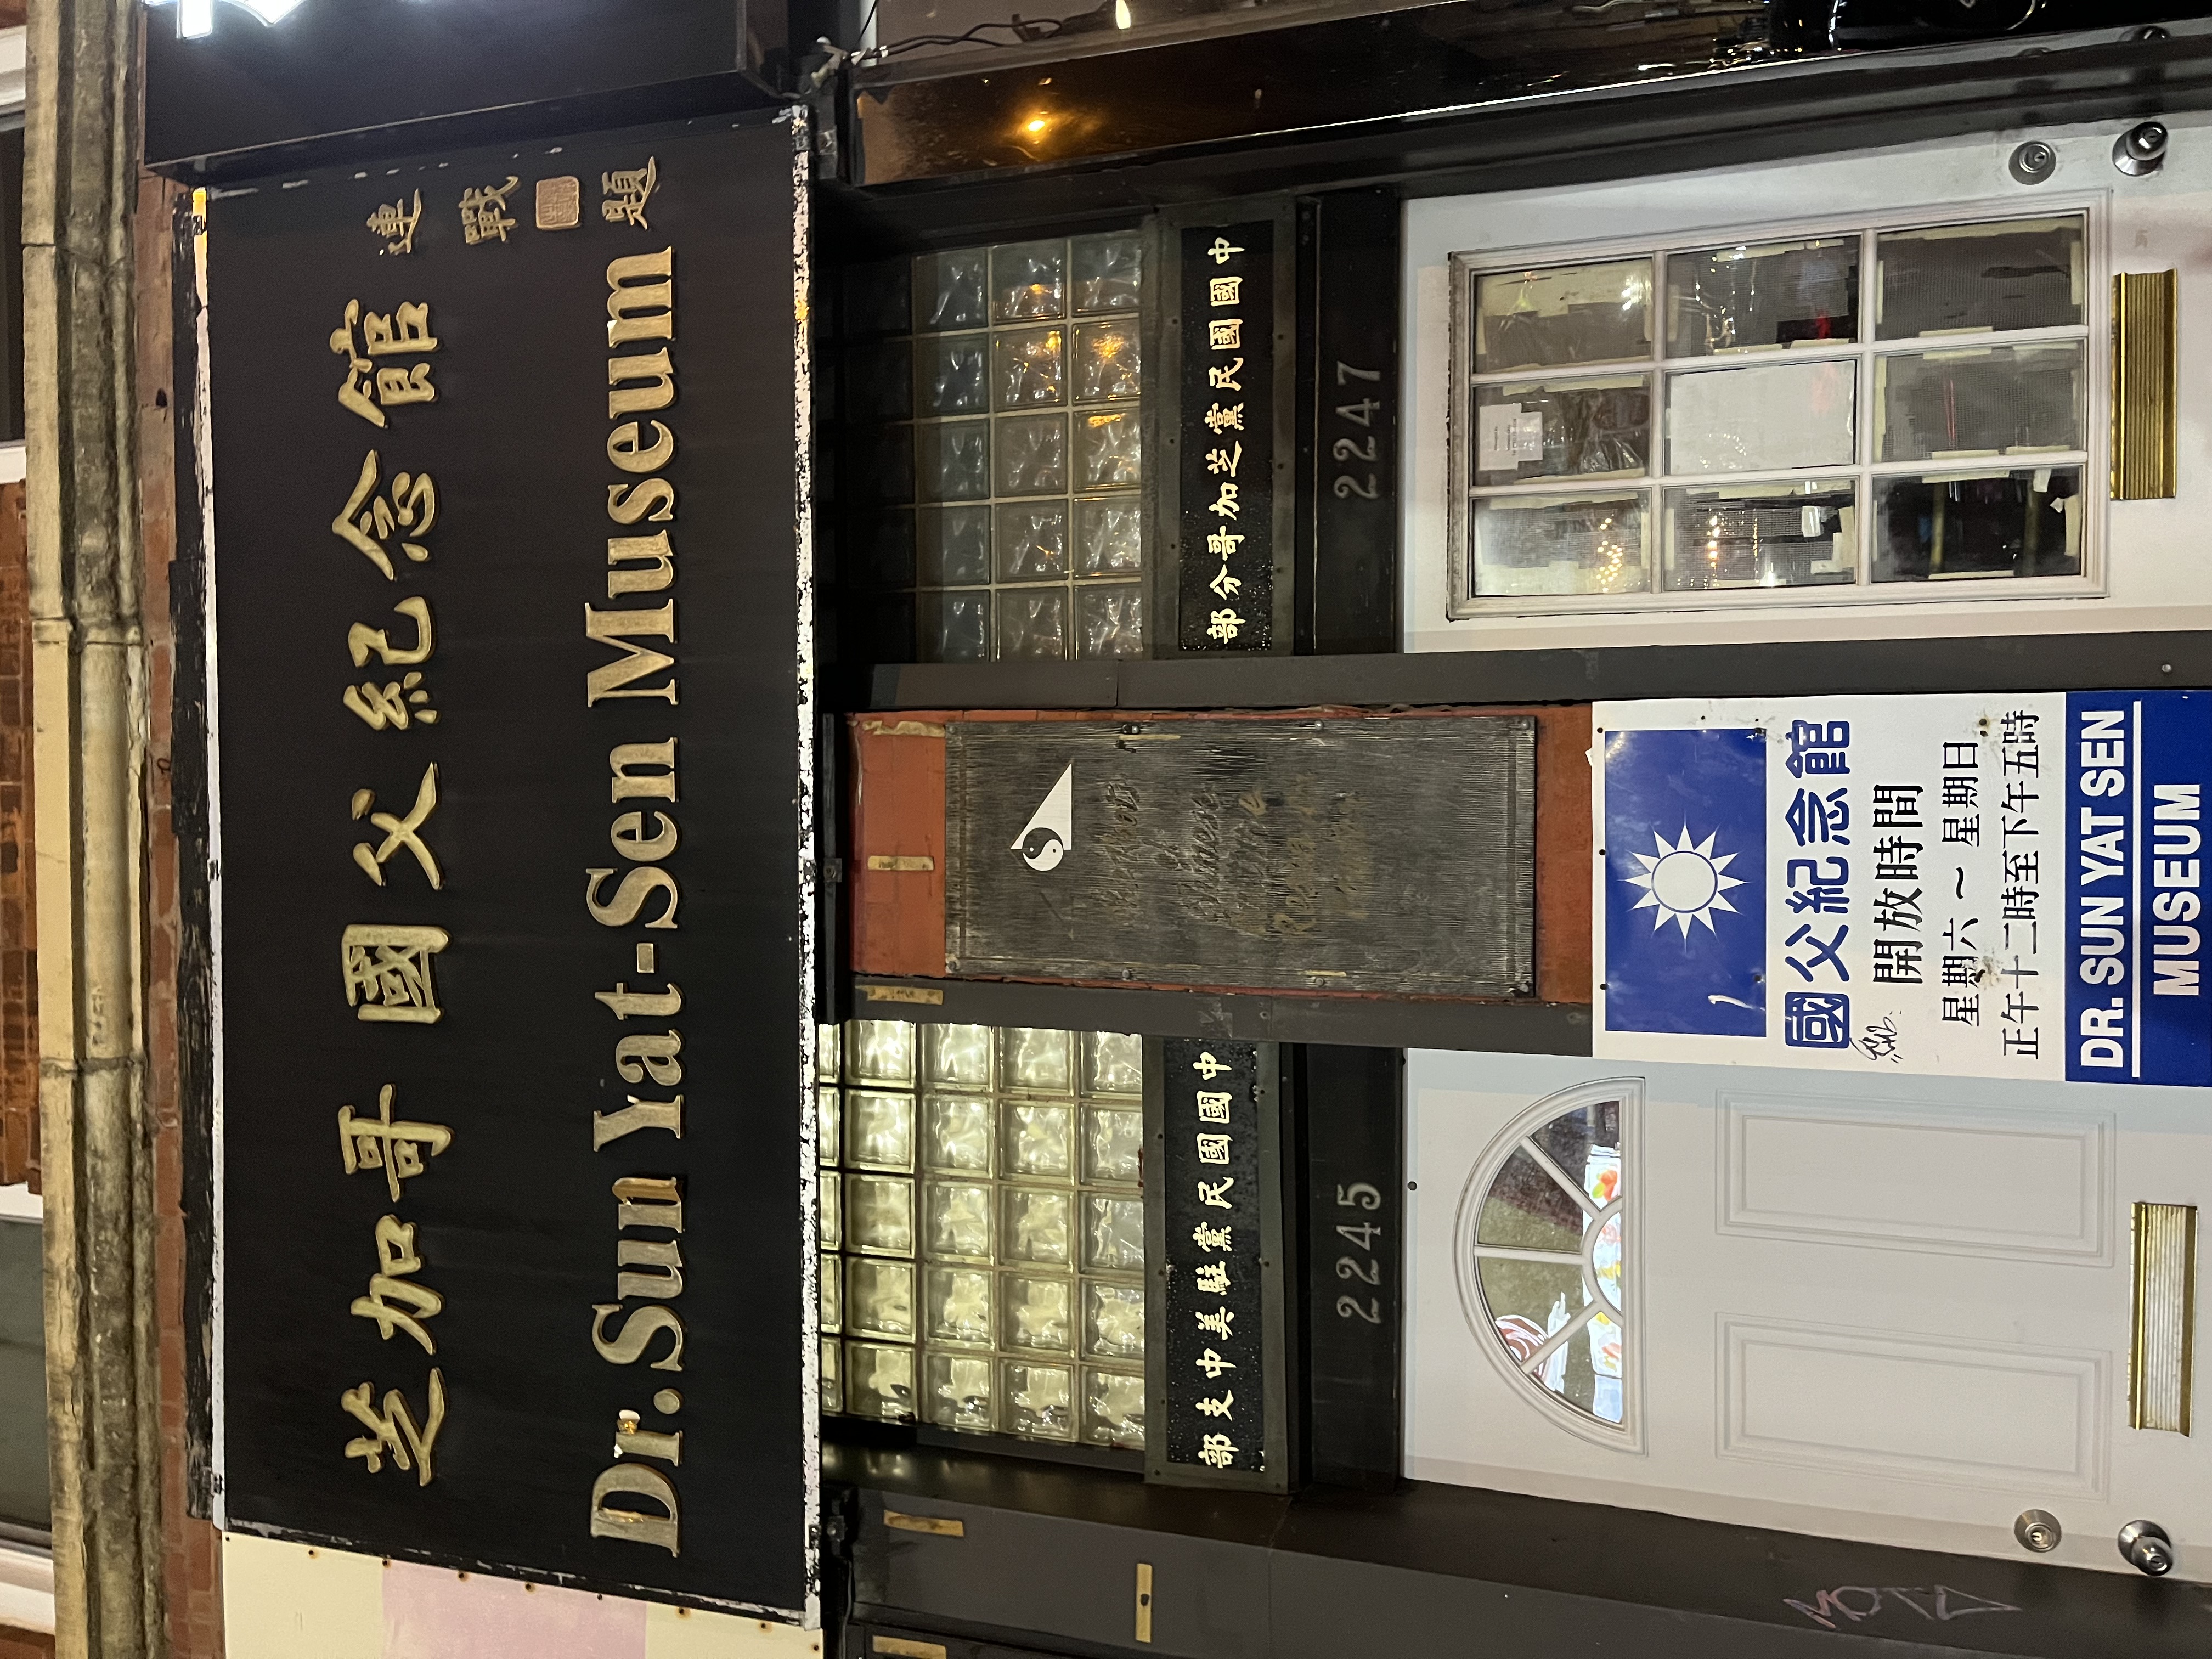 芝加哥 國父紀念館
連戰題
Dr. Sun Yat-Sen Museum
部支中美駐黨民國國中
部分哥加芝黨民國國中
2245
2247
國父紀念館
開放時間
星期六 ~ 星期日
正午十二時至下午五時
DR. SUN YAT SEN
MUSEUM